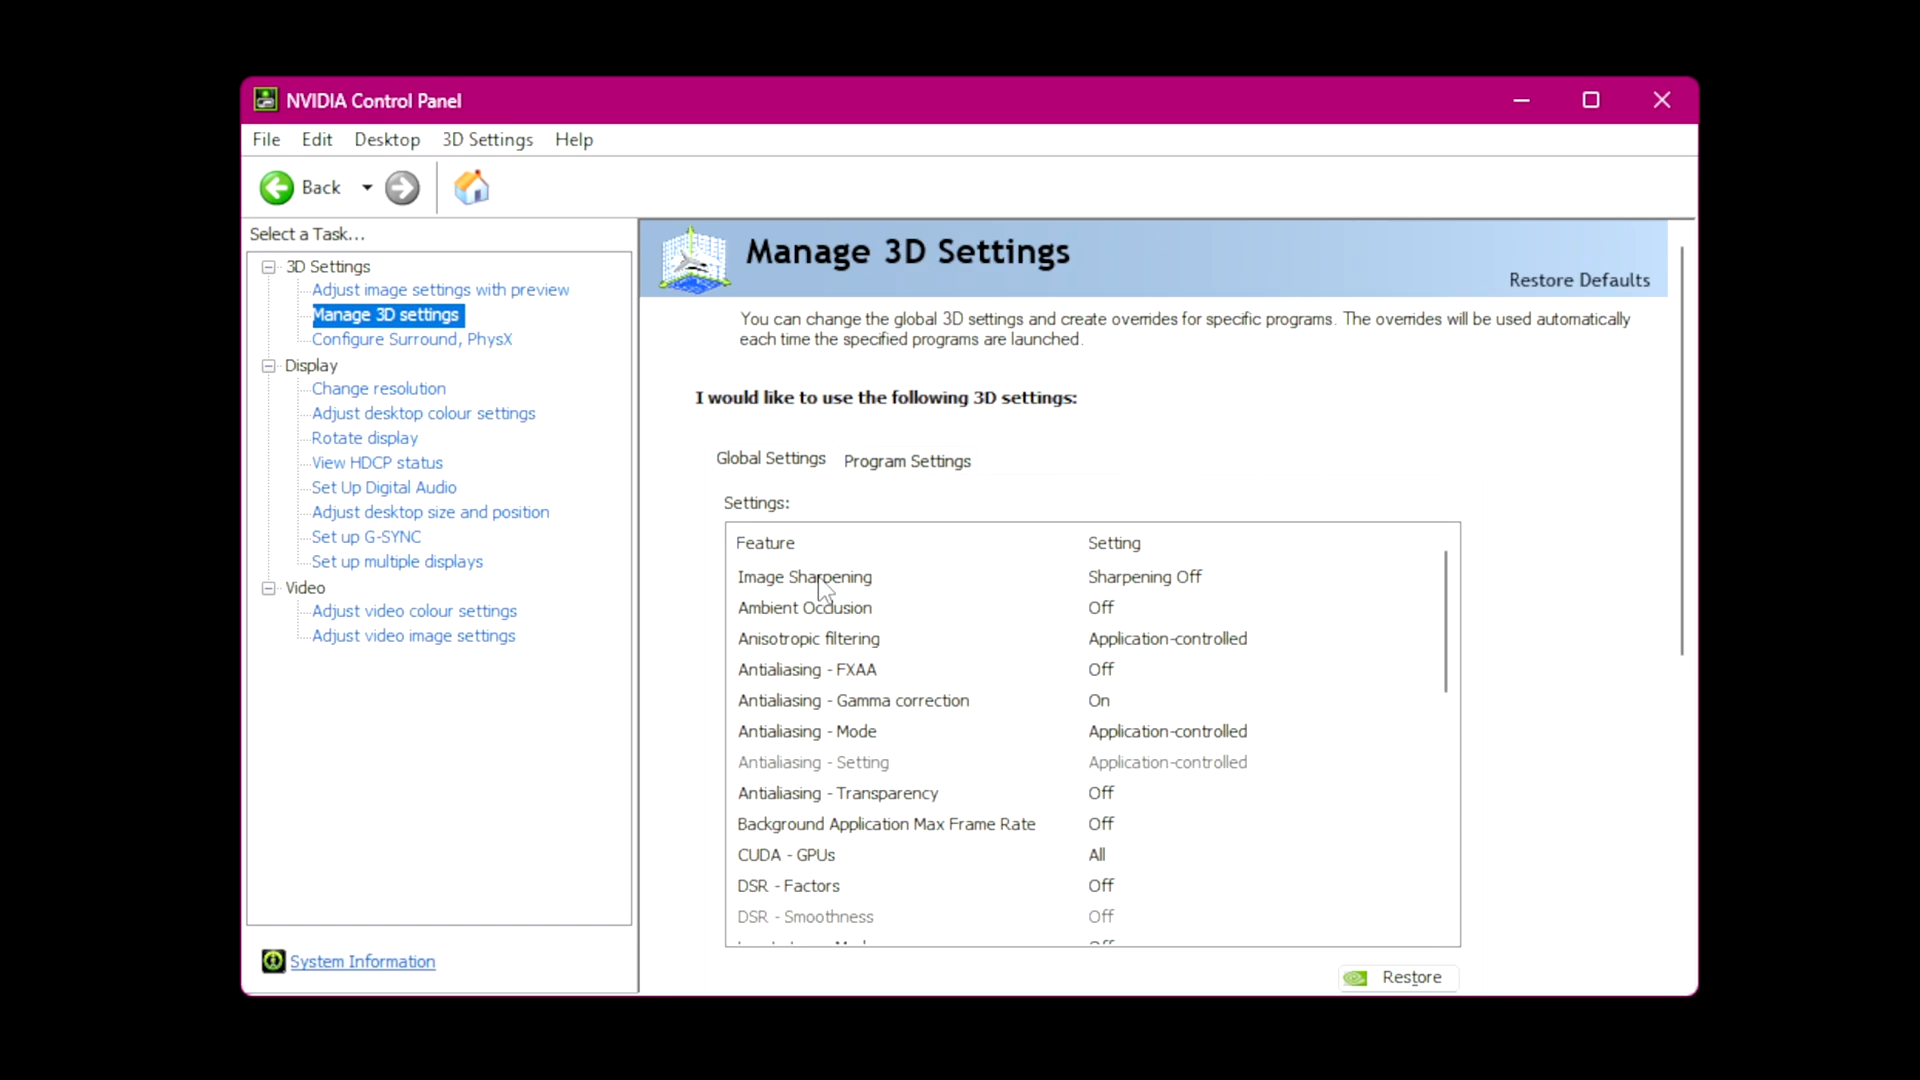 NVIDIA Control Panel
File Edit Desktop 3D Settings Help
Back
Select a Task...
3D Settings
Adjust image settings with preview
Manage 3D settings
Configure Surround, PhysX
Display
Change resolution
Adjust desktop colour settings
Rotate display
View HDCP status
Set Up Digital Audio
Adjust desktop size and position
Set up G-SYNC
Set up multiple displays
Video
Adjust video colour settings
Adjust video image settings
System Information
Manage 3D Settings
Restore Defaults
You can change the global 3D settings and create overrides for specific programs. The overrides will be used automatically
each time the specified programs are launched.
I would like to use the following 3D settings:
Global Settings Program Settings
Settings:
Feature Setting
Image Sharpening Sharpening Off
Ambient Occlusion Off
Anisotropic filtering Application-controlled
Antialiasing - FXAA Off
Antialiasing - Gamma correction On
Antialiasing - Mode Application-controlled
Antialiasing - Setting Application-controlled
Antialiasing - Transparency Off
Background Application Max Frame Rate Off
CUDA - GPUs All
DSR - Factors Off
DSR - Smoothness Off
Restore